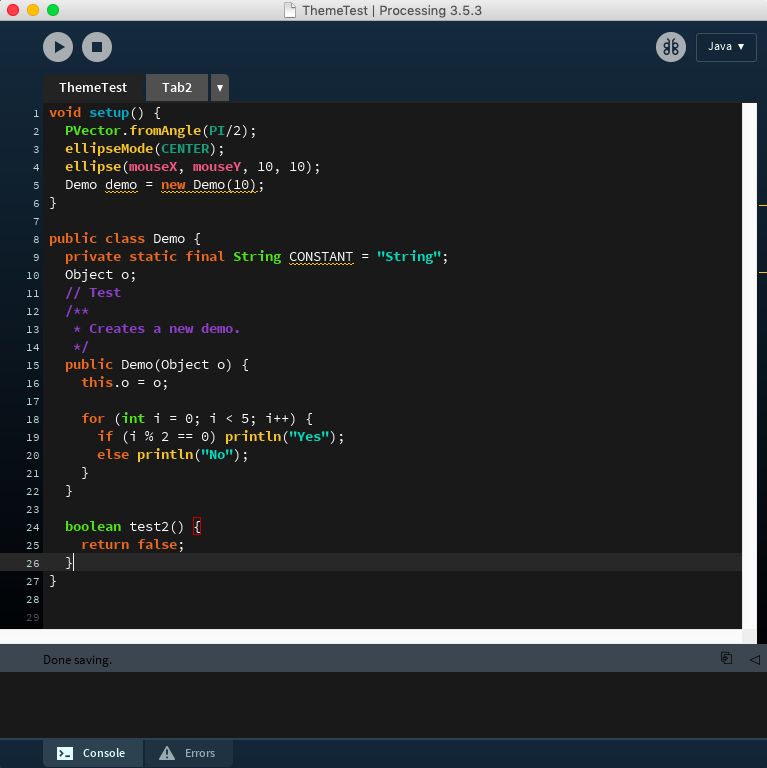 ThemeTest | Processing 3.5.3
Java ▼
ThemeTest Tab2 ▼
1 void setup() {
2 PVector.fromAngle(PI/2);
3 ellipseMode(CENTER);
4 ellipse(mouseX, mouseY, 10, 10);
5 Demo demo = new Demo(10);
6 }
7
8 public class Demo {
9 private static final String CONSTANT = "String";
10 Object o;
11 // Test
12 /**
13 * Creates a new demo.
14 */
15 public Demo(Object o) {
16 this.o = o;
17
18 for (int i = 0; i < 5; i++) {
19 if (i % 2 == 0) println("Yes");
20 else println("No");
21 }
22 }
23
24 boolean test2() {
25 return false;
26 }
27 }
28
29
Done saving.
Console Errors